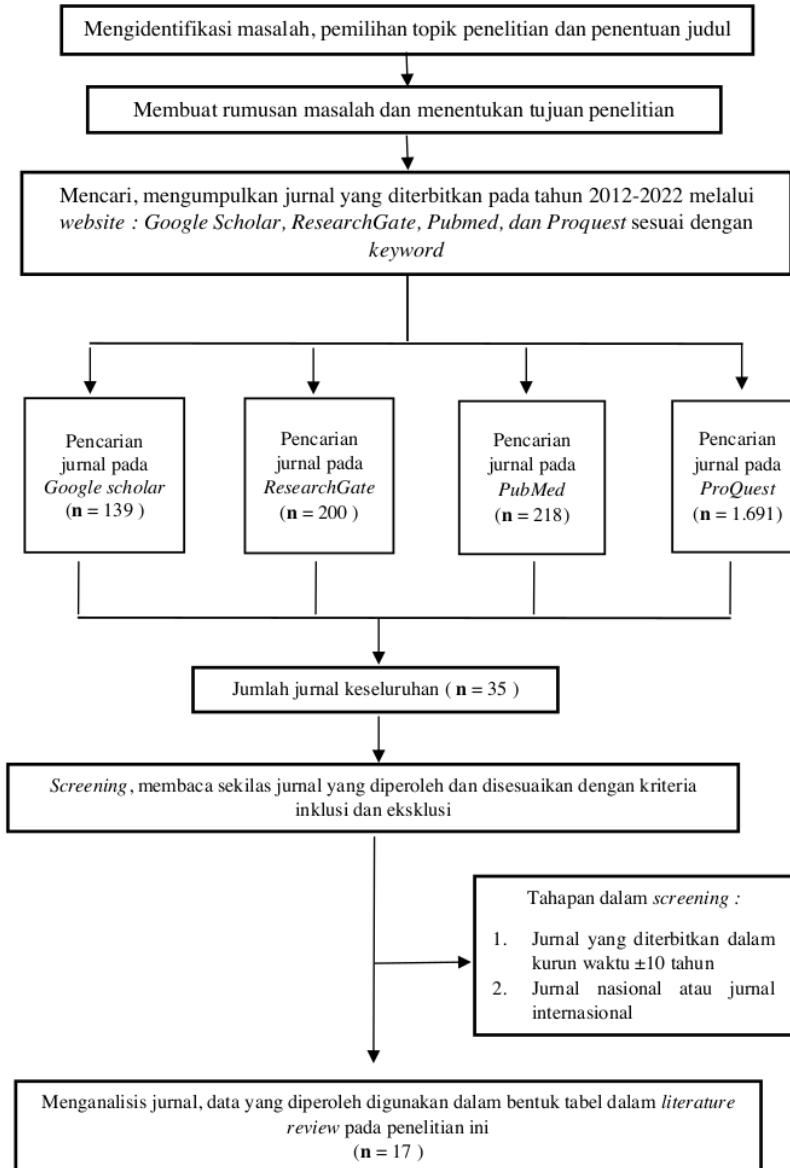 Mengidentifikasi masalah, pemilihan topik penelitian dan penentuan judul
Membuat rumusan masalah dan menentukan tujuan penelitian
Mencari, mengumpulkan jurnal yang diterbitkan pada tahun 2012-2022 melalui
website : Google Scholar, ResearchGate, Pubmed, dan Proquest sesuai dengan
keyword
Pencarian
jurnal pada
Google scholar
(n = 139 )
Pencarian
jurnal pada
ResearchGate
(n = 200 )
Pencarian
jurnal pada
PubMed
(n = 218)
Pencarian
jurnal pada
ProQuest
(n = 1.691)
Jumlah jurnal keseluruhan ( n = 35 )
Screening, membaca sekilas jurnal yang diperoleh dan disesuaikan dengan kriteria
inklusi dan eksklusi
Tahapan dalam screening :
1. Jurnal yang diterbitkan dalam
kurun waktu ±10 tahun
2. Jurnal nasional atau jurnal
internasional
Menganalisis jurnal, data yang diperoleh digunakan dalam bentuk tabel dalam literature
review pada penelitian ini
(n = 17 )